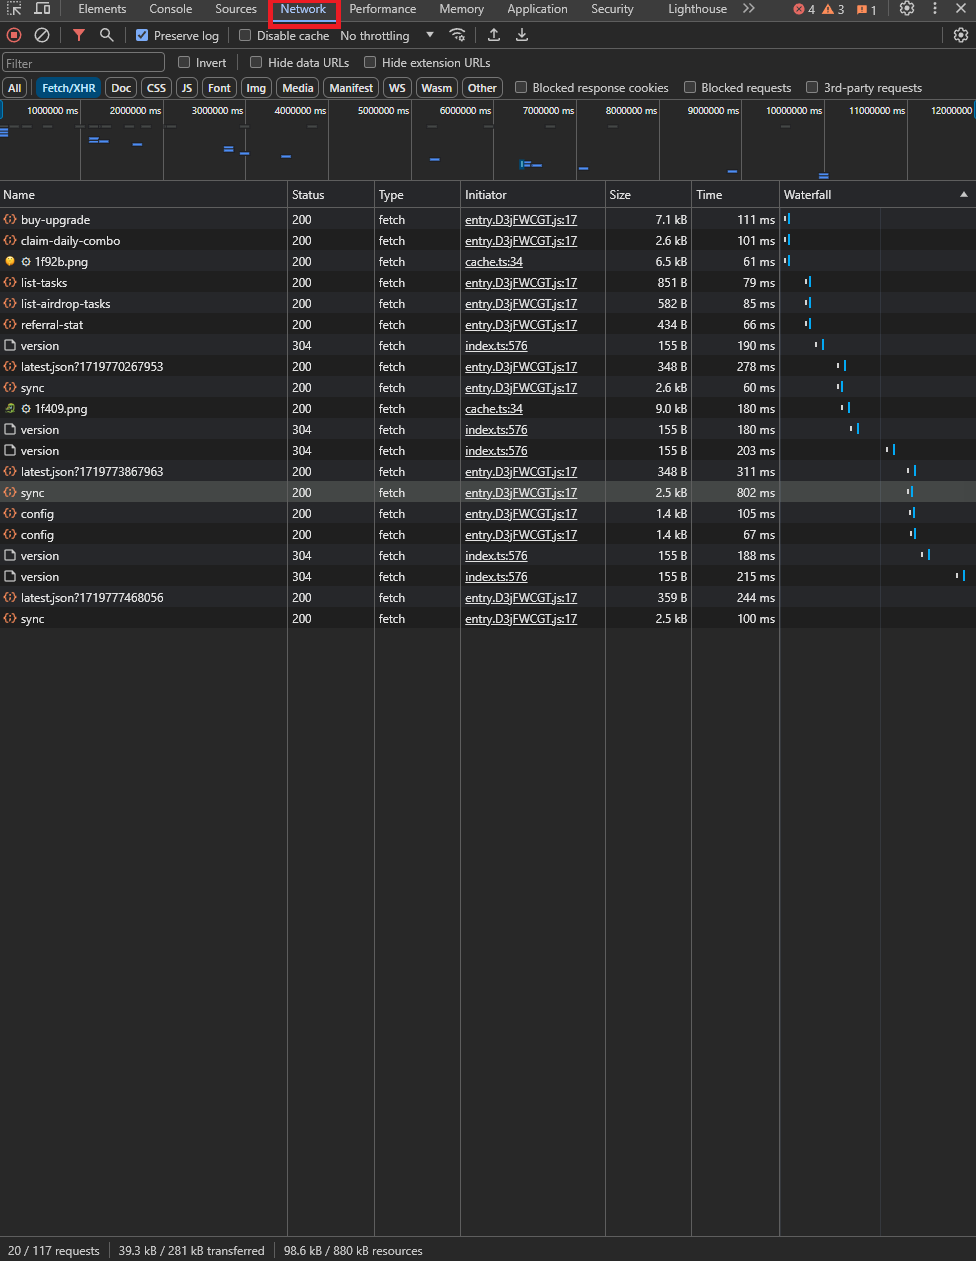 Elements Console Sources Network Performance Memory Application Security Lighthouse 4 3 1
Preserve log Disable cache No throttling
Filter Invert Hide data URLs Hide extension URLs
All Fetch/XHR Doc CSS JS Font Img Media Manifest WS Wasm Other Blocked response cookies Blocked requests 3rd-party requests
1000000 ms 2000000 ms 3000000 ms 4000000 ms 5000000 ms 6000000 ms 7000000 ms 8000000 ms 9000000 ms 10000000 ms 11000000 ms 12000000
Name Status Type Initiator Size Time Waterfall
buy-upgrade 200 fetch entry.D3jFWCGT.js:17 7.1 kB 111 ms
claim-daily-combo 200 fetch entry.D3jFWCGT.js:17 2.6 kB 101 ms
1f92b.png 200 fetch cache.ts:34 6.5 kB 61 ms
list-tasks 200 fetch entry.D3jFWCGT.js:17 851 B 79 ms
list-airdrop-tasks 200 fetch entry.D3jFWCGT.js:17 582 B 85 ms
referral-stat 200 fetch entry.D3jFWCGT.js:17 434 B 66 ms
version 304 fetch index.ts:576 155 B 190 ms
latest.json?1719770267953 200 fetch entry.D3jFWCGT.js:17 348 B 278 ms
sync 200 fetch entry.D3jFWCGT.js:17 2.6 kB 60 ms
1f409.png 200 fetch cache.ts:34 9.0 kB 180 ms
version 304 fetch index.ts:576 155 B 180 ms
version 304 fetch index.ts:576 155 B 203 ms
latest.json?1719773867963 200 fetch entry.D3jFWCGT.js:17 348 B 311 ms
sync 200 fetch entry.D3jFWCGT.js:17 2.5 kB 802 ms
config 200 fetch entry.D3jFWCGT.js:17 1.4 kB 105 ms
config 200 fetch entry.D3jFWCGT.js:17 1.4 kB 67 ms
version 304 fetch index.ts:576 155 B 188 ms
version 304 fetch index.ts:576 155 B 215 ms
latest.json?1719777468056 200 fetch entry.D3jFWCGT.js:17 359 B 244 ms
sync 200 fetch entry.D3jFWCGT.js:17 2.5 kB 100 ms
20 / 117 requests 39.3 kB / 281 kB transferred 98.6 kB / 880 kB resources